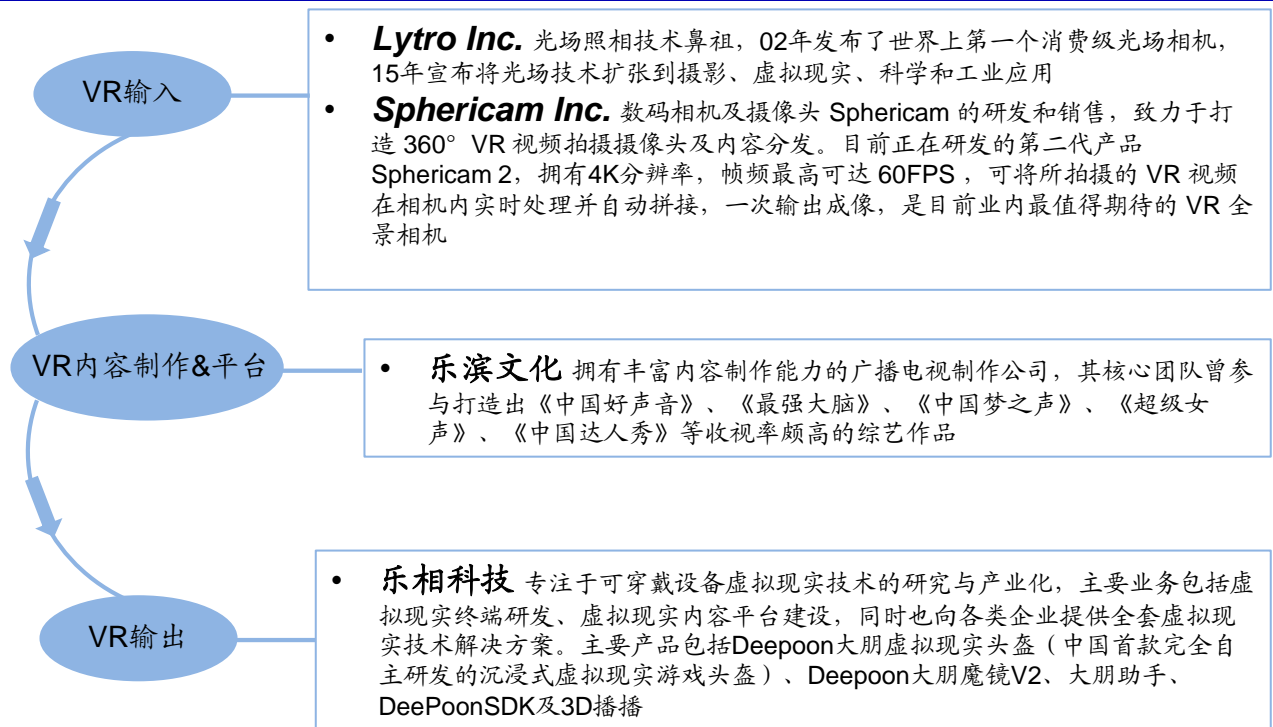 VR输入
• Lytro Inc. 光场照相技术鼻祖，02年发布了世界上第一个消费级光场相机，
15年宣布将光场技术扩张到摄影、虚拟现实、科学和工业应用
• Sphericam Inc. 数码相机及摄像头 Sphericam 的研发和销售，致力于打
造 360° VR 视频拍摄摄像头及内容分发。目前正在研发的第二代产品
Sphericam 2，拥有4K分辨率，帧频最高可达 60FPS ，可将所拍摄的 VR 视频
在相机内实时处理并自动拼接，一次输出成像，是目前业内最值得期待的 VR 全
景相机
VR内容制作&平台
• 乐滨文化 拥有丰富内容制作能力的广播电视制作公司，其核心团队曾参
与打造出《中国好声音》、《最强大脑》、《中国梦之声》、《超级女
声》、《中国达人秀》等收视率颇高的综艺作品
VR输出
• 乐相科技 专注于可穿戴设备虚拟现实技术的研究与产业化，主要业务包括虚
拟现实终端研发、虚拟现实内容平台建设，同时也向各类企业提供全套虚拟现
实技术解决方案。主要产品包括Deepoon大朋虚拟现实头盔（中国首款完全自
主研发的沉浸式虚拟现实游戏头盔）、Deepoon大朋魔镜V2、大朋助手、
DeePoonSDK及3D播播